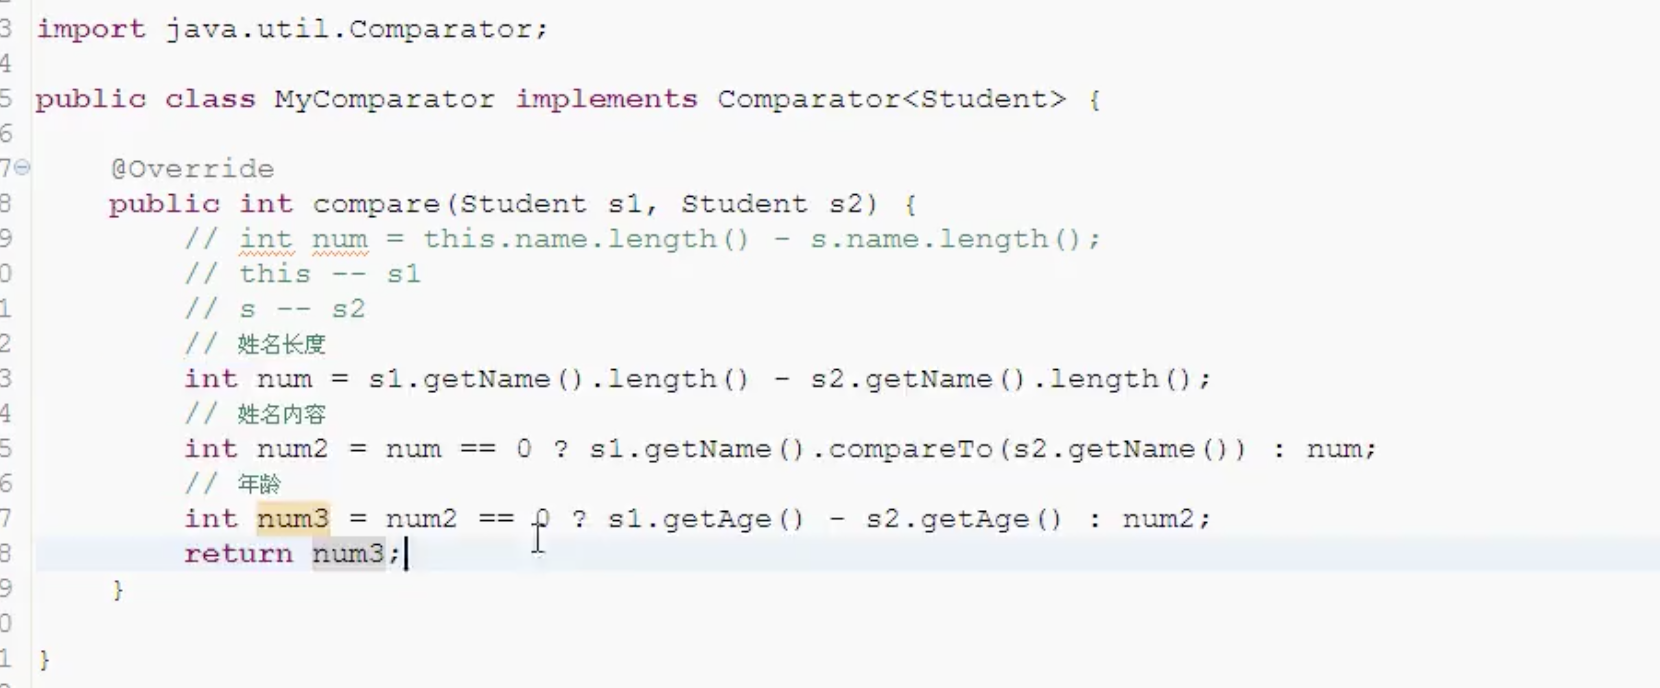 3 import java.util.Comparator;
4
5 public class MyComparator implements Comparator<Student> {
6
7 @Override
8 public int compare(Student s1, Student s2) {
9 // int num = this.name.length() - s.name.length();
0 // this -- s1
1 // s -- s2
2 // 姓名长度
3 int num = s1.getName().length() - s2.getName().length();
4 // 姓名内容
5 int num2 = num == 0 ? s1.getName().compareTo(s2.getName()) : num;
6 // 年龄
7 int num3 = num2 == 0 ? s1.getAge() - s2.getAge() : num2;
8 return num3;
9 }
0
1 }